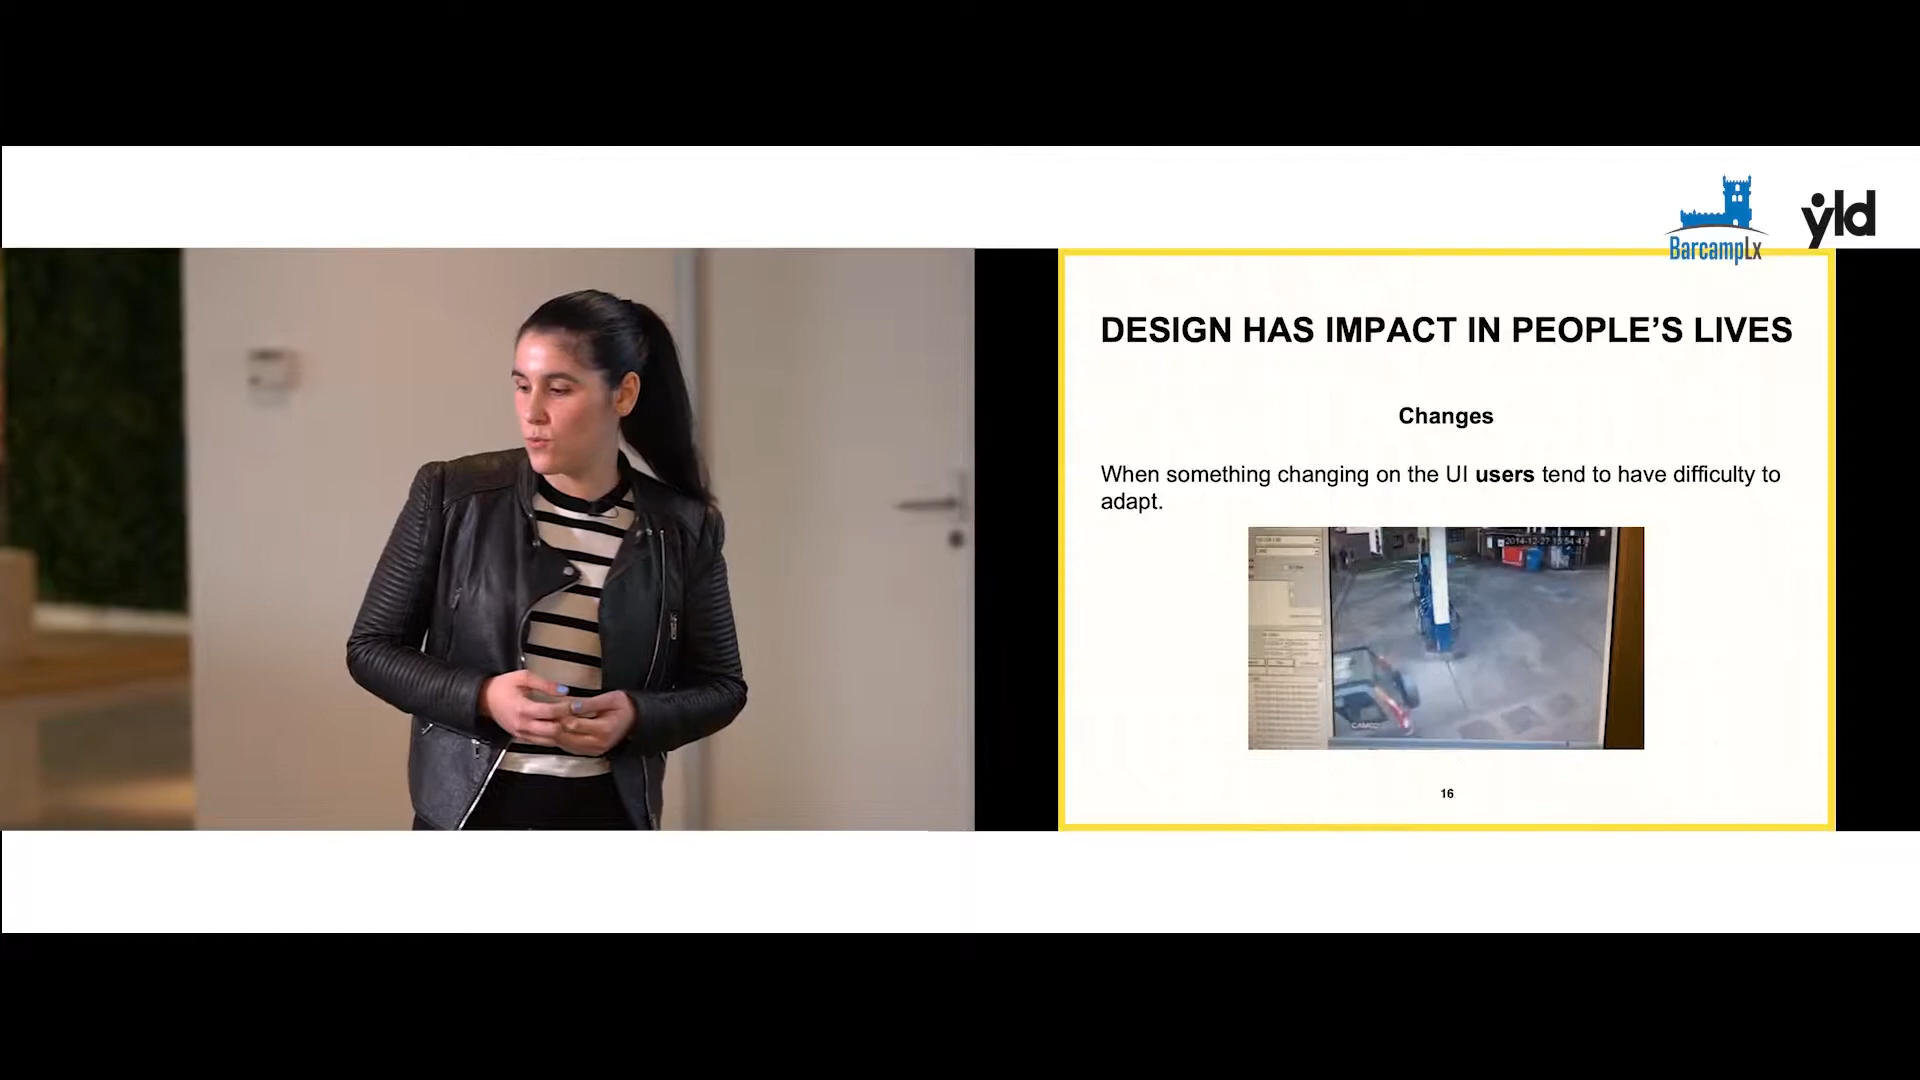 BarcampLx
yld
DESIGN HAS IMPACT IN PEOPLE'S LIVES
Changes
When something changing on the UI users tend to have difficulty to
adapt.
16